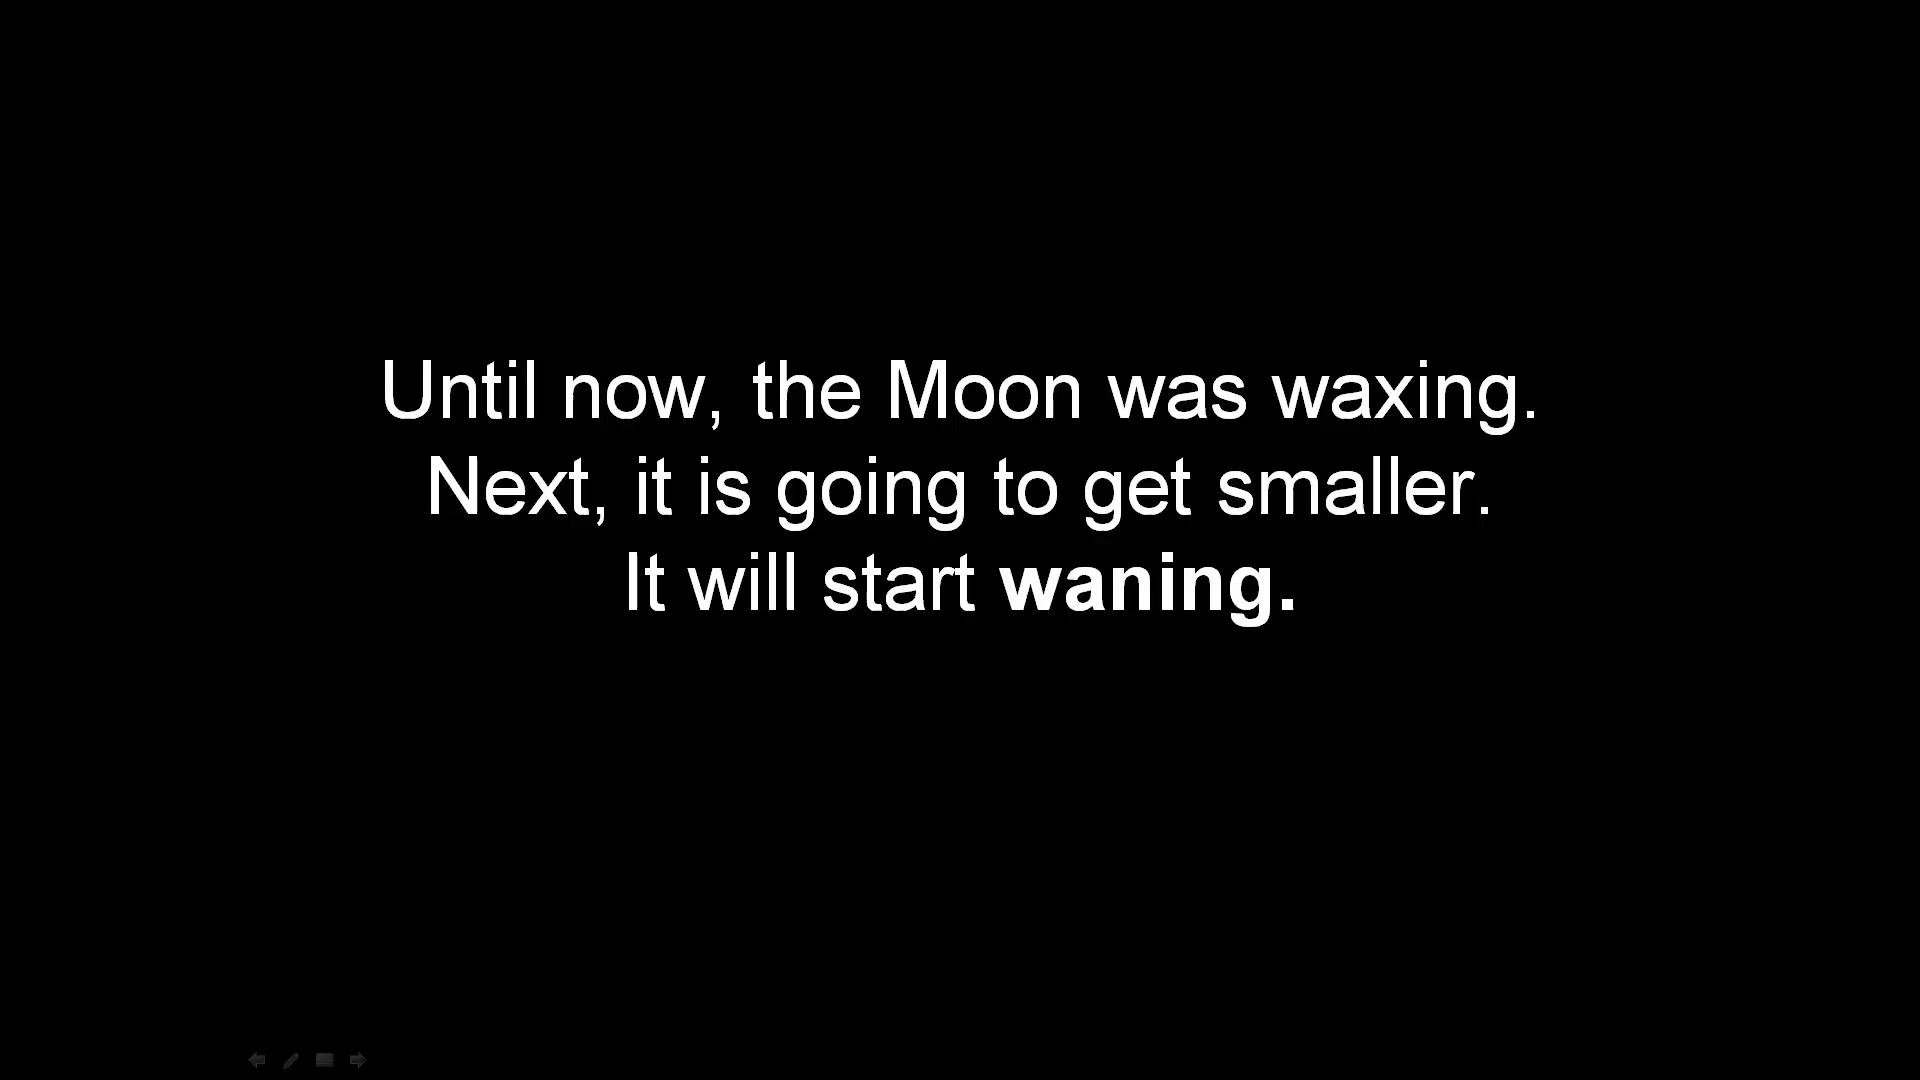 Until now, the Moon was waxing.
Next, it is going to get smaller.
It will start waning.